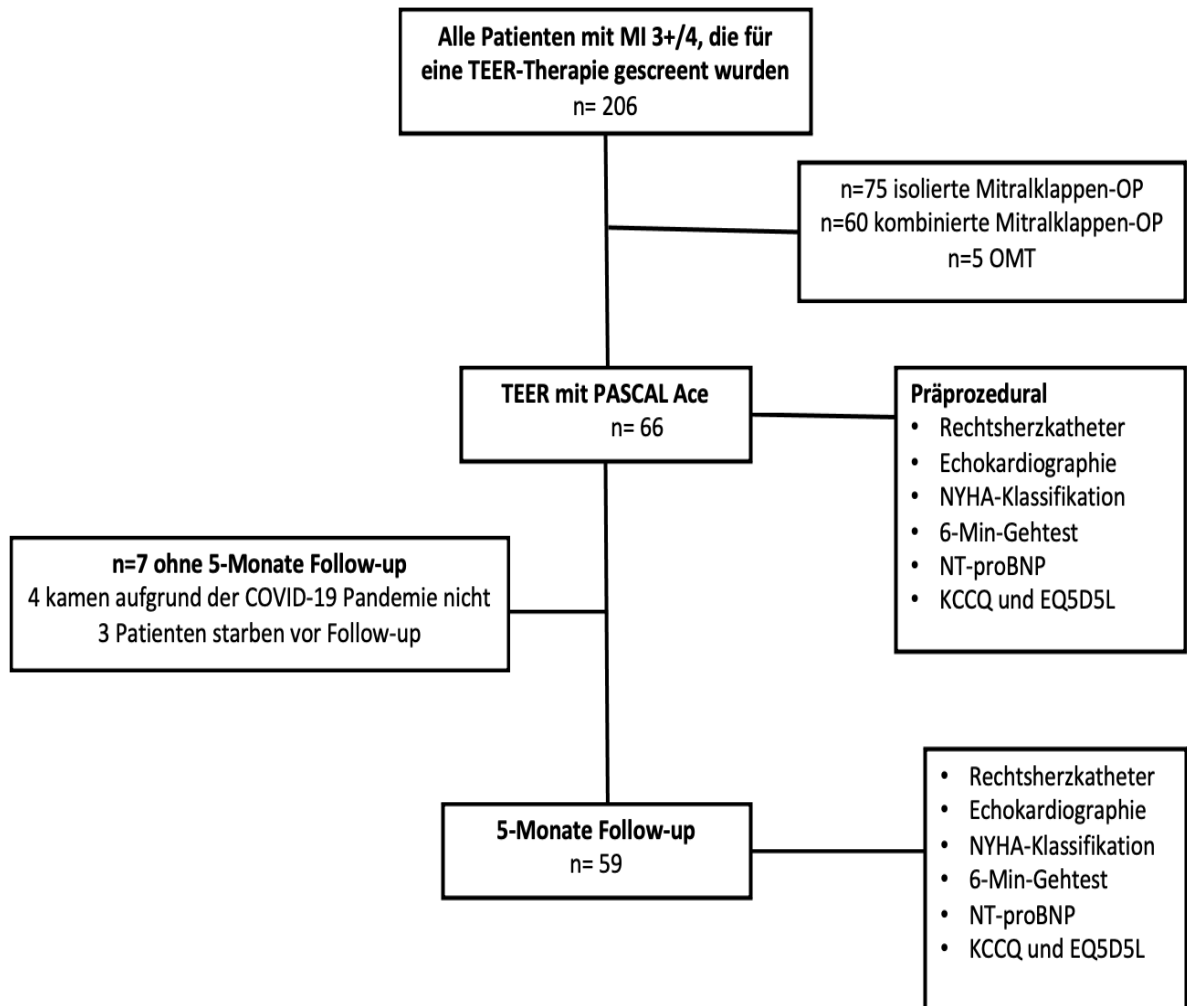 Alle Patienten mit MI 3+/4, die für
eine TEER-Therapie gescreent wurden
n= 206
n=75 isolierte Mitralklappen-OP
n=60 kombinierte Mitralklappen-OP
n=5 OMT
TEER mit PASCAL Ace
n= 66
Präprozedural
• Rechtsherzkatheter
• Echokardiographie
• NYHA-Klassifikation
• 6-Min-Gehtest
• NT-proBNP
• KCCQ und EQ5D5L
n=7 ohne 5-Monate Follow-up
4 kamen aufgrund der COVID-19 Pandemie nicht
3 Patienten starben vor Follow-up
5-Monate Follow-up
n= 59
• Rechtsherzkatheter
• Echokardiographie
• NYHA-Klassifikation
• 6-Min-Gehtest
• NT-proBNP
• KCCQ und EQ5D5L